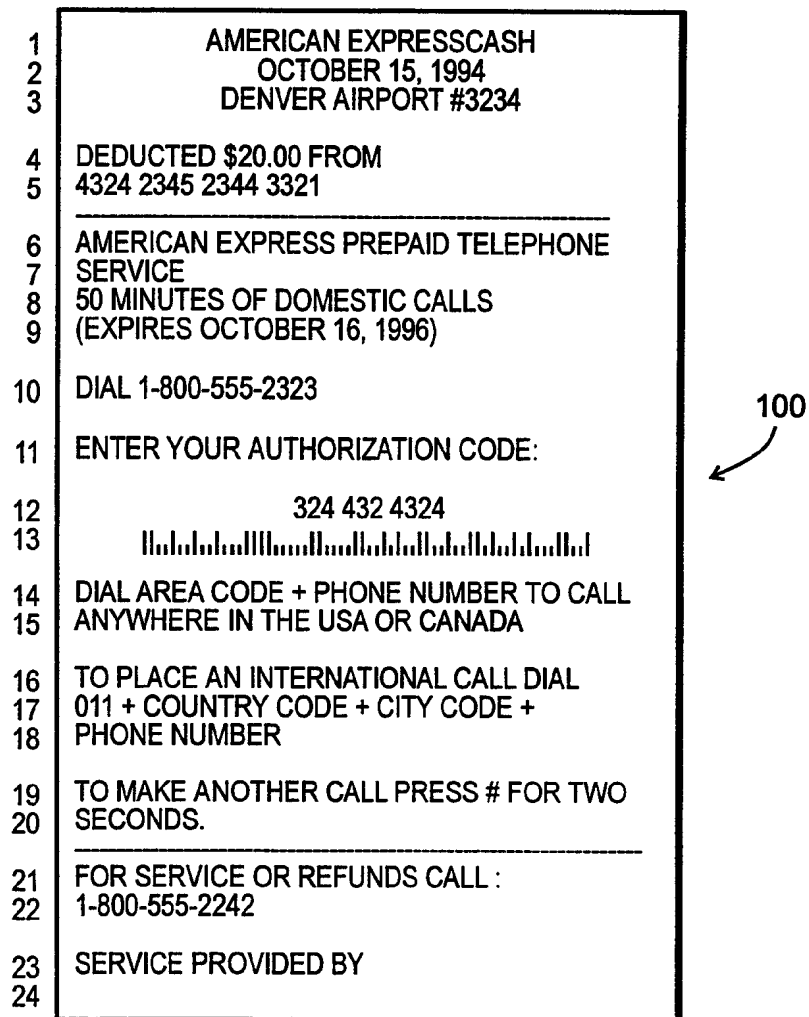 1 AMERICAN EXPRESSCASH
2 OCTOBER 15, 1994
3 DENVER AIRPORT #3234
4 DEDUCTED $20.00 FROM
5 4324 2345 2344 3321
6 AMERICAN EXPRESS PREPAID TELEPHONE
7 SERVICE
8 50 MINUTES OF DOMESTIC CALLS
9 (EXPIRES OCTOBER 16, 1996)
10 DIAL 1-800-555-2323
100
11 ENTER YOUR AUTHORIZATION CODE:
12 324 432 4324
13
14 DIAL AREA CODE + PHONE NUMBER TO CALL
15 ANYWHERE IN THE USA OR CANADA
16 TO PLACE AN INTERNATIONAL CALL DIAL
17 011 + COUNTRY CODE + CITY CODE +
18 PHONE NUMBER
19 TO MAKE ANOTHER CALL PRESS # FOR TWO
20 SECONDS.
21 FOR SERVICE OR REFUNDS CALL :
22 1-800-555-2242
23 SERVICE PROVIDED BY
24